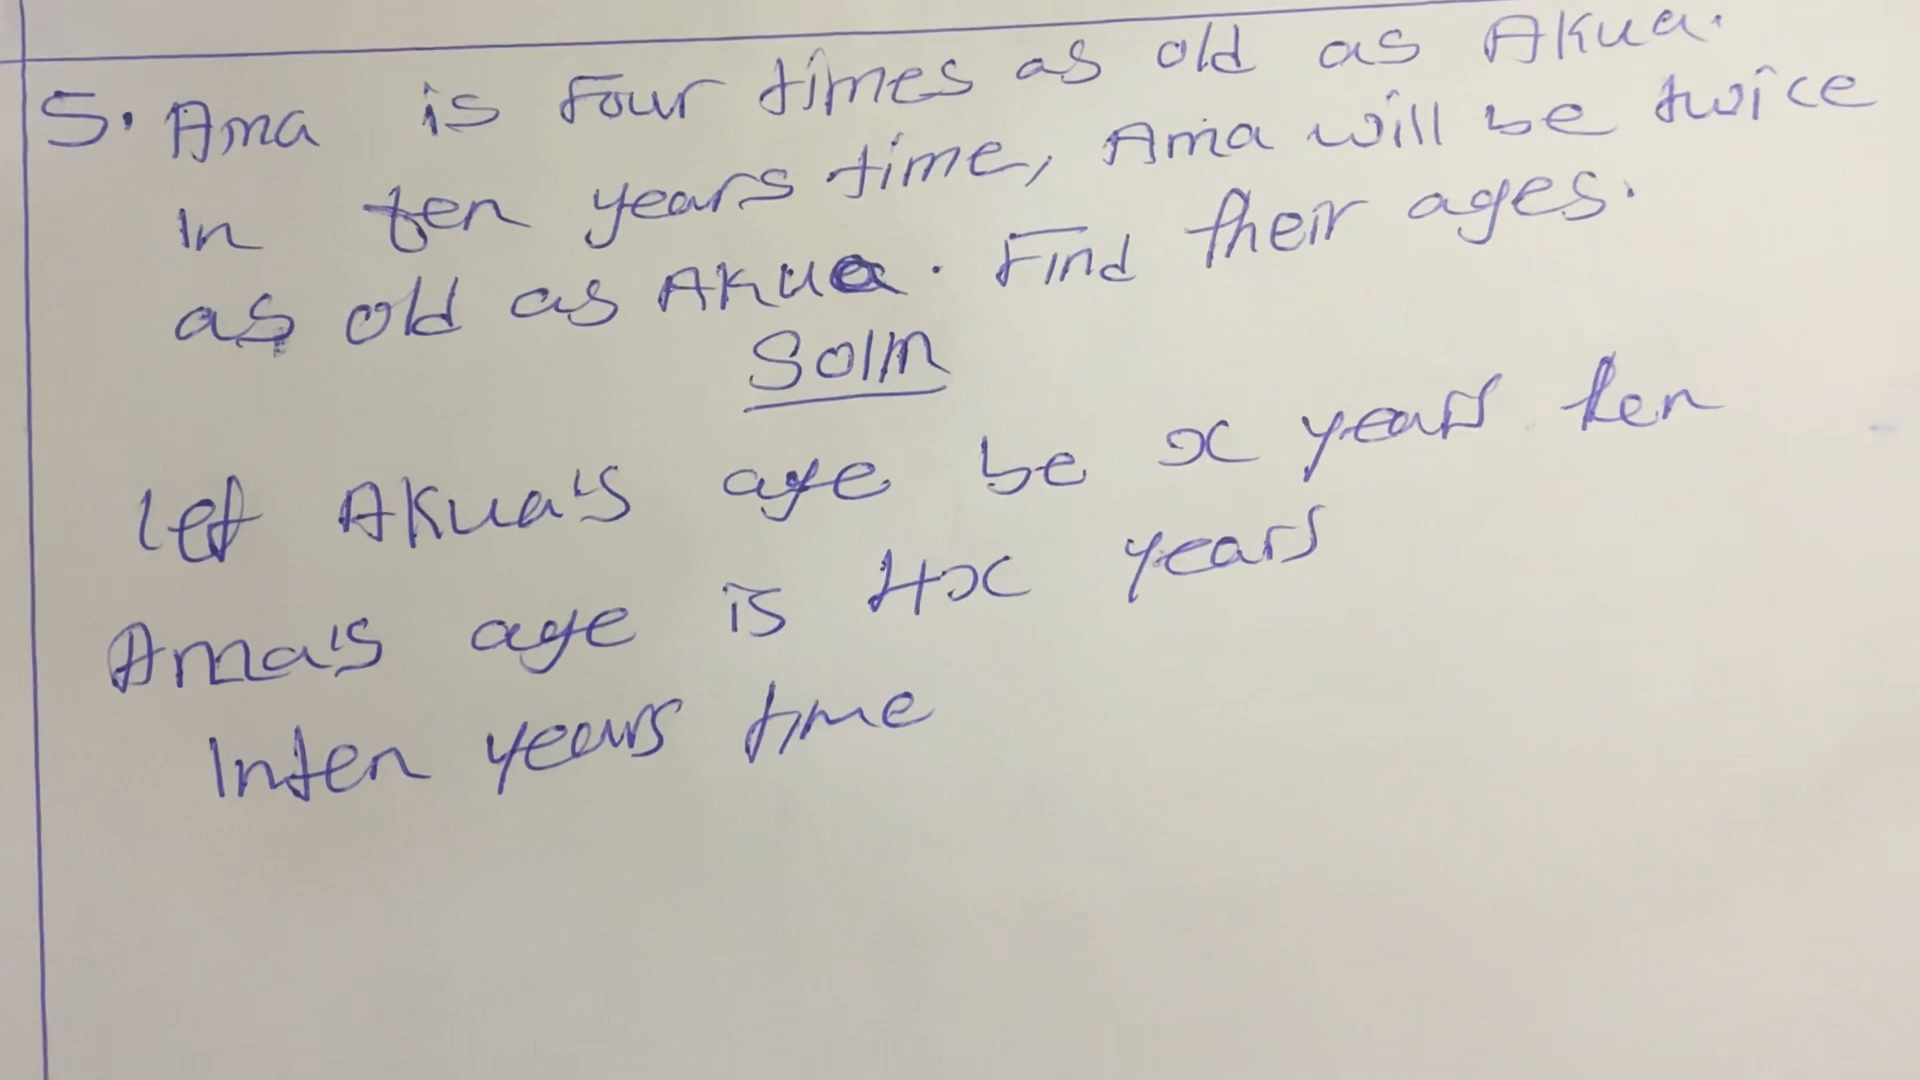 5. Ama is four times as old as Akua.
In ten years time, Ama will be twice
as old as Akua. Find their ages.
Soln
Let Akua's age be x years ten
Ama's age is 4x years
Inten years time